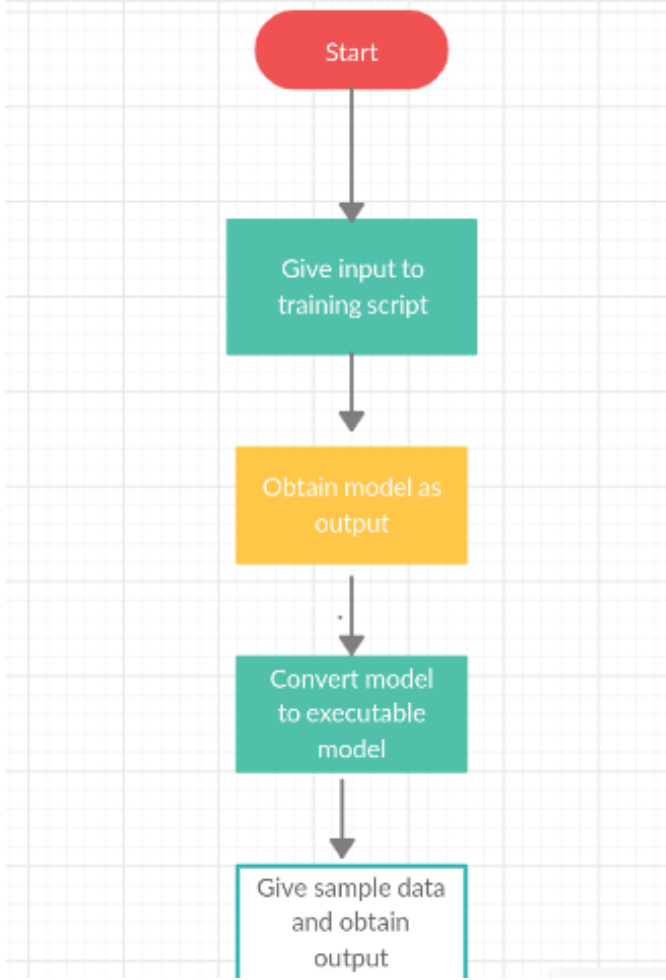 Start
Give input to
training script
Obtain model as
output
Convert model
to executable
model
Give sample data
and obtain
output